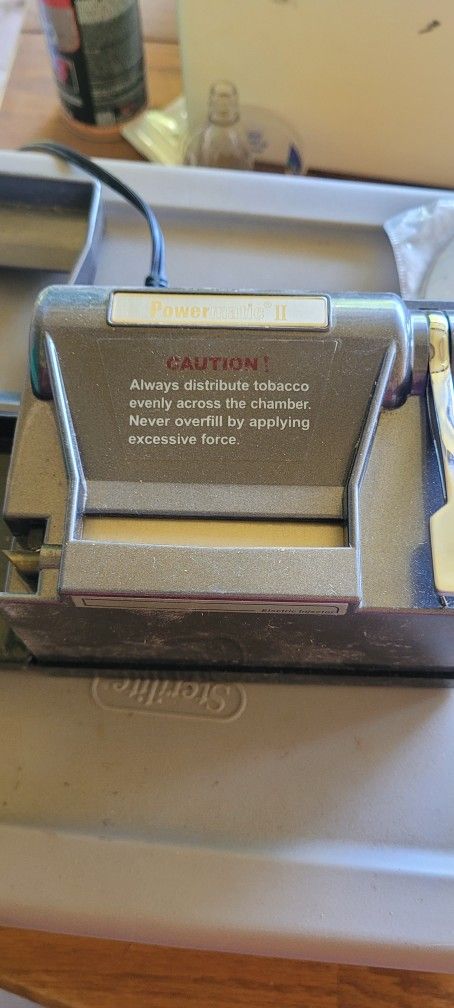 Powermatic® II
CAUTION!
Always distribute tobacco
evenly across the chamber.
Never overfill by applying
excessive force.
Electric Injector
Sterilite®